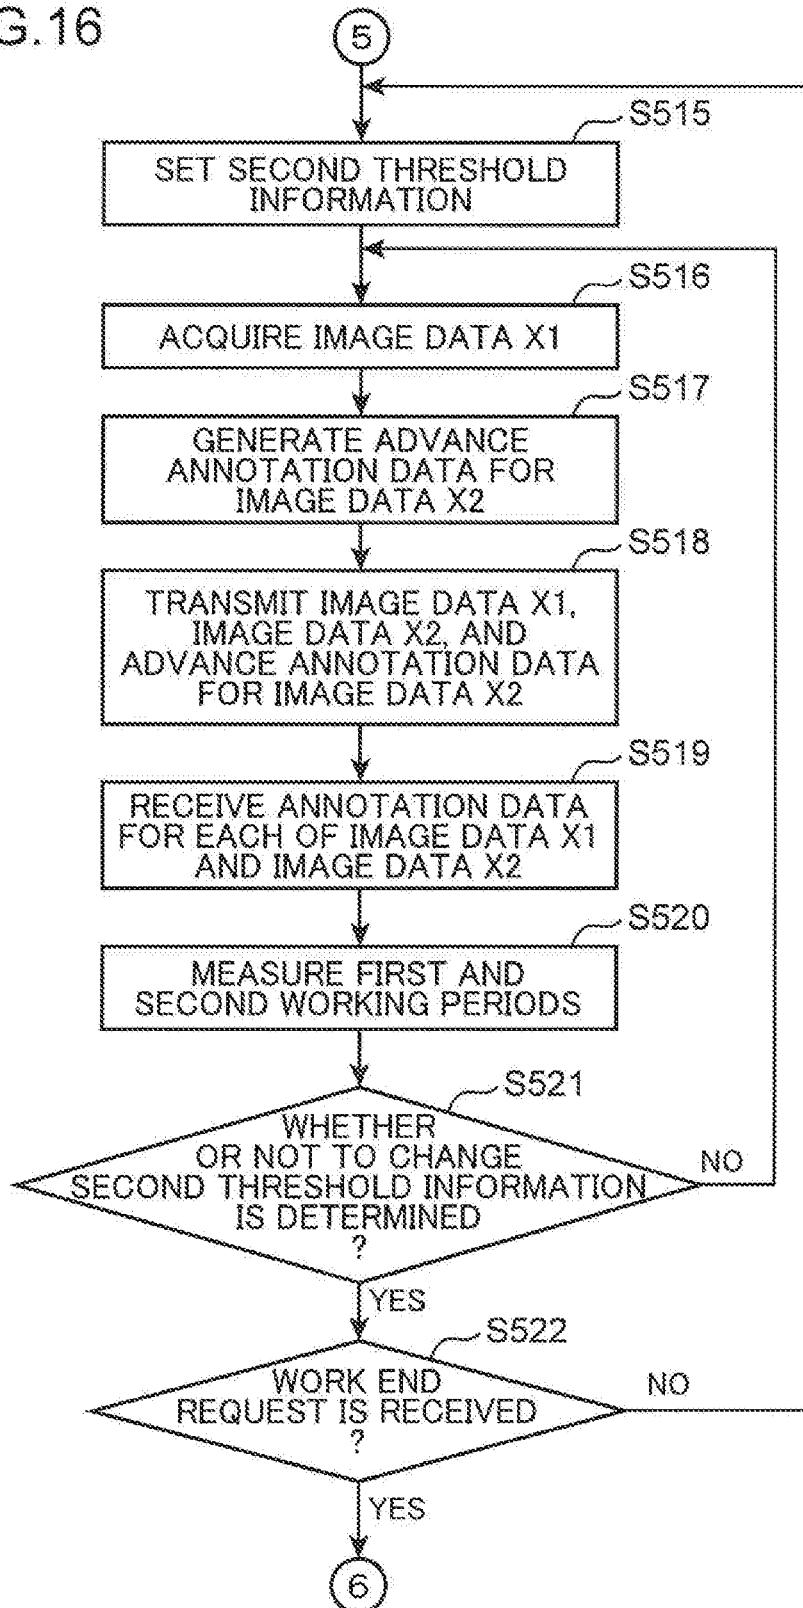 G.16
5
S515
SET SECOND THRESHOLD
INFORMATION
S516
ACQUIRE IMAGE DATA X1
S517
GENERATE ADVANCE
ANNOTATION DATA FOR
IMAGE DATA X2
S518
TRANSMIT IMAGE DATA X1,
IMAGE DATA X2, AND
ADVANCE ANNOTATION DATA
FOR IMAGE DATA X2
S519
RECEIVE ANNOTATION DATA
FOR EACH OF IMAGE DATA X1
AND IMAGE DATA X2
S520
MEASURE FIRST AND
SECOND WORKING PERIODS
S521
WHETHER
OR NOT TO CHANGE
SECOND THRESHOLD INFORMATION
IS DETERMINED
?
NO
YES
S522
WORK END
REQUEST IS RECEIVED
?
NO
YES
6